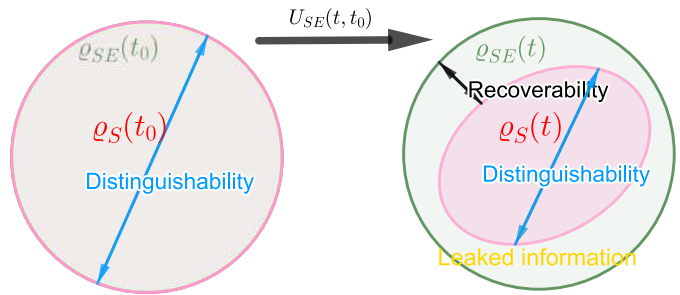 U_{SE}(t, t_0)
ϱ_{SE}(t_0)
ϱ_S(t_0)
Distinguishability
ϱ_{SE}(t)
Recoverability
ϱ_S(t)
Distinguishability
Leaked information